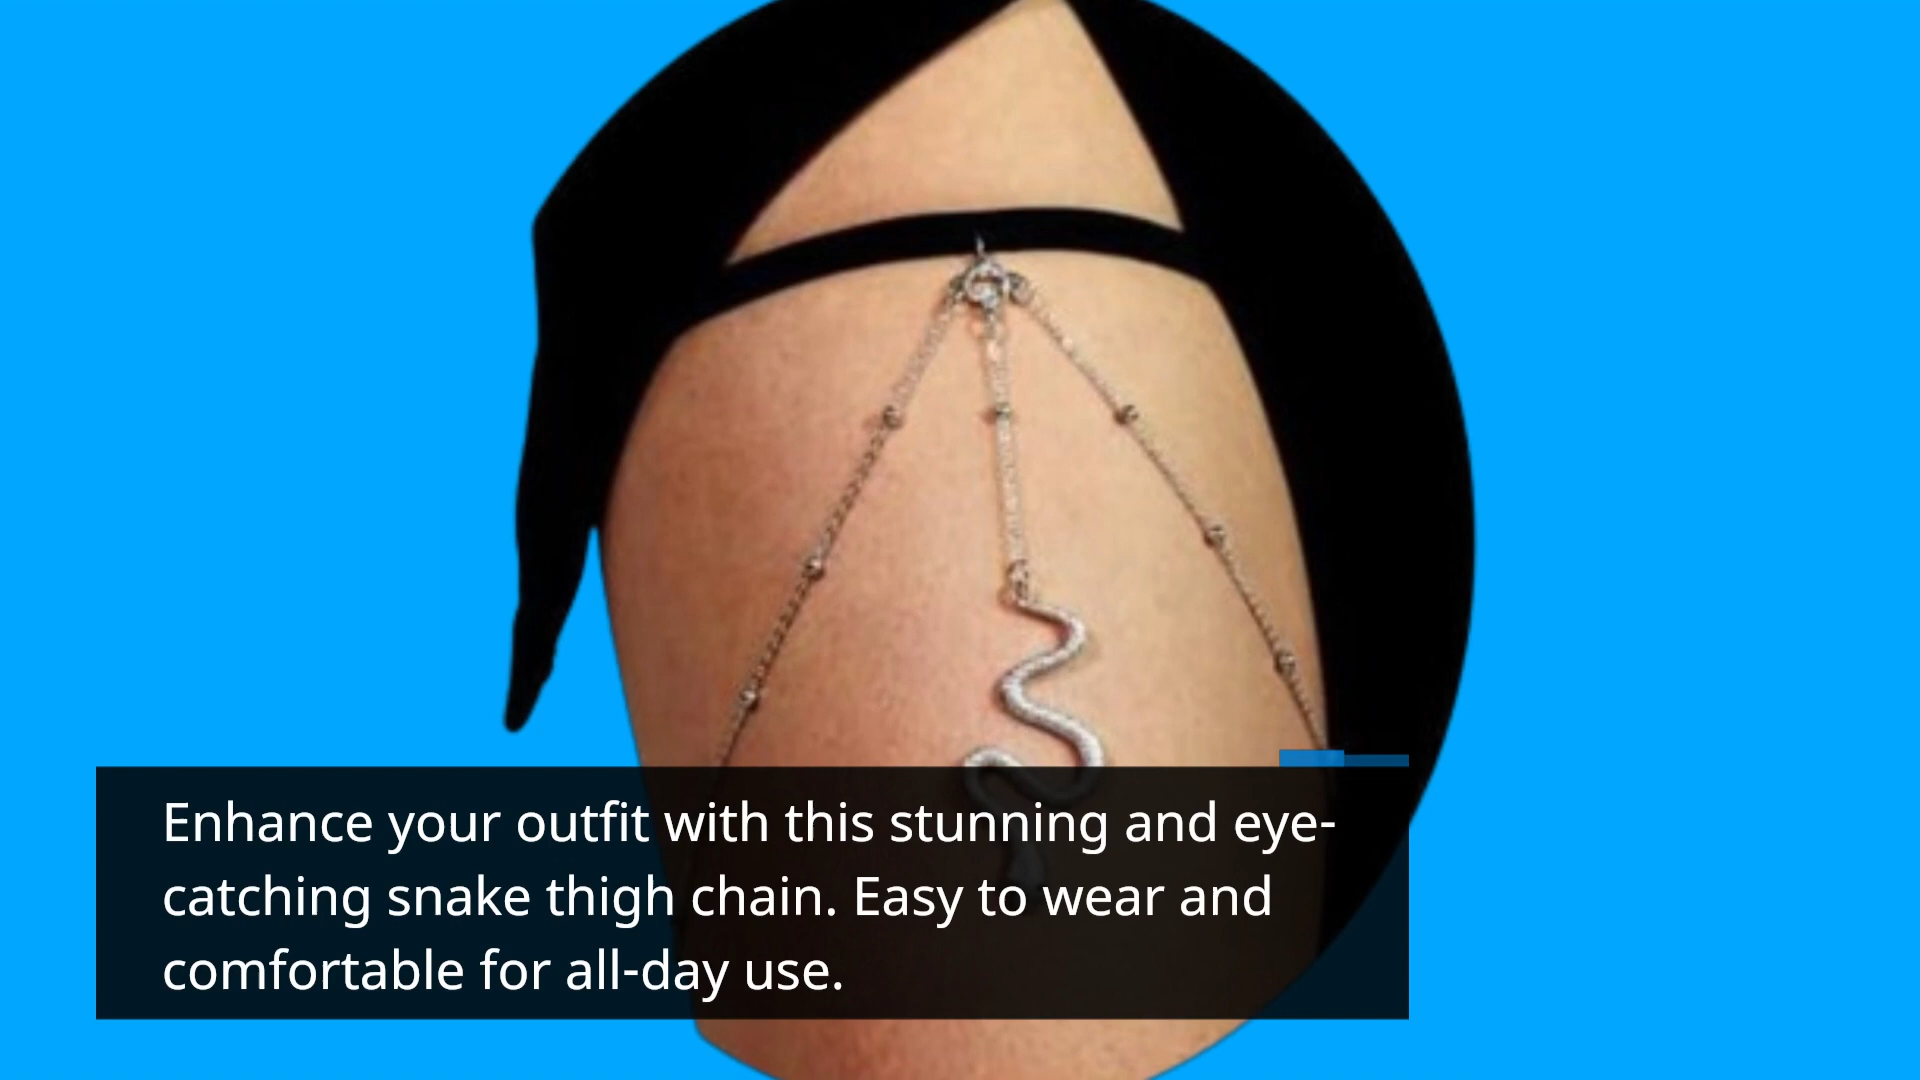 Enhance your outfit with this stunning and eye-
catching snake thigh chain. Easy to wear and
comfortable for all-day use.